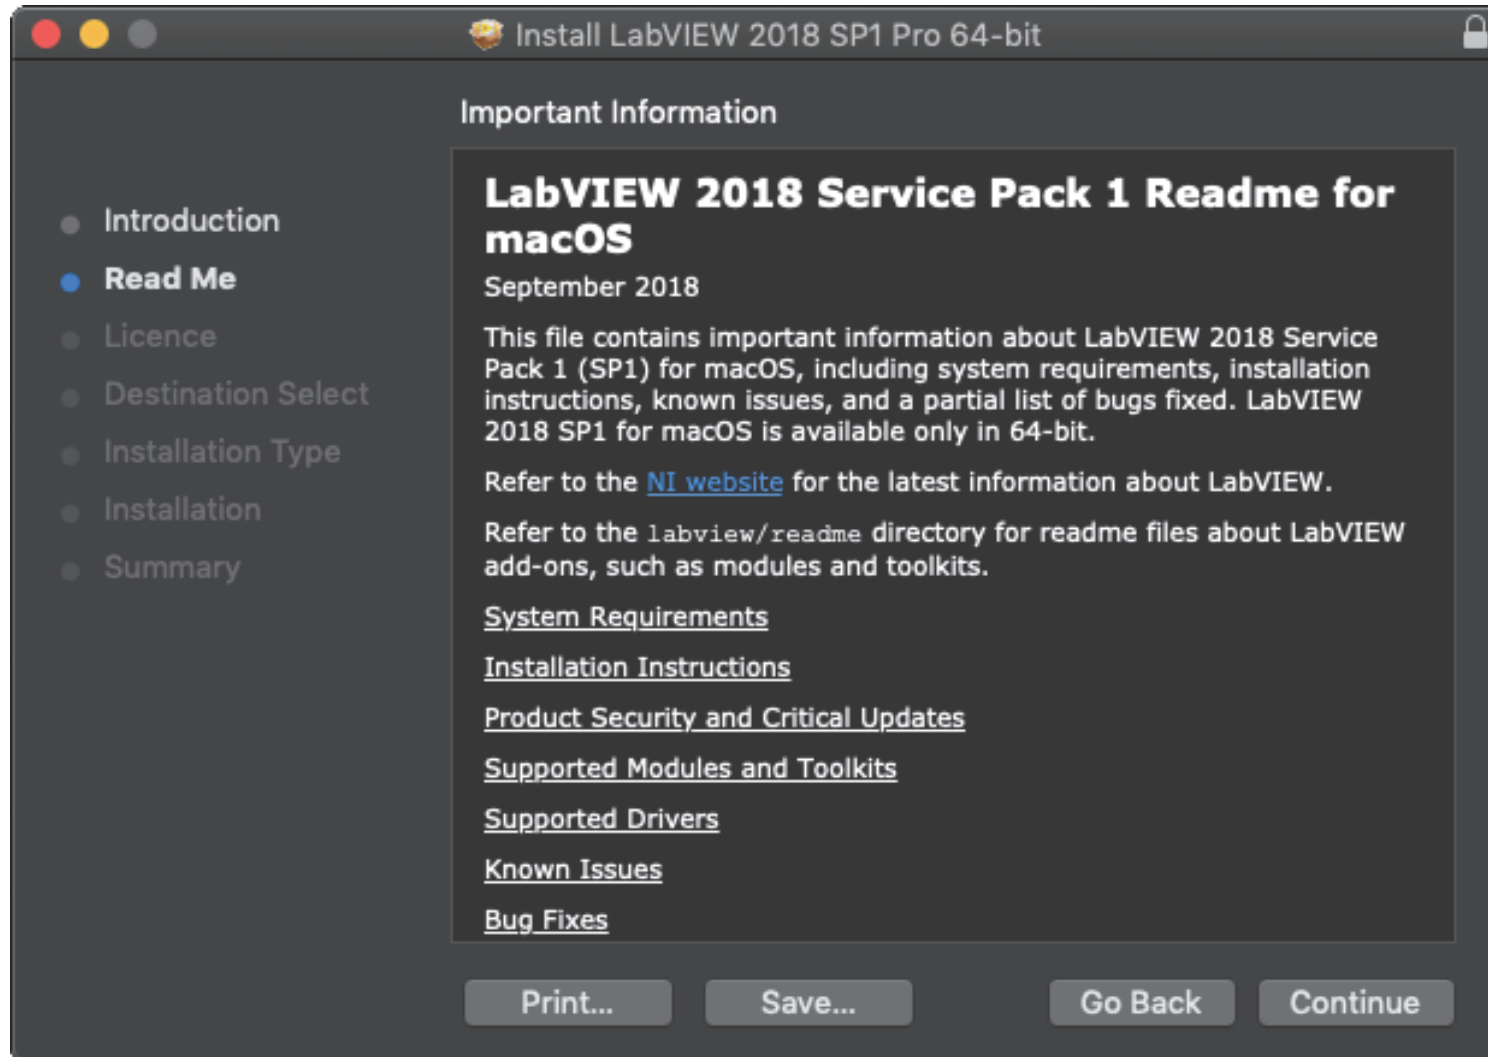 Install LabVIEW 2018 SP1 Pro 64-bit
Important Information
Introduction
Read Me
Licence
Destination Select
Installation Type
Installation
Summary
LabVIEW 2018 Service Pack 1 Readme for
macOS
September 2018
This file contains important information about LabVIEW 2018 Service
Pack 1 (SP1) for macOS, including system requirements, installation
instructions, known issues, and a partial list of bugs fixed. LabVIEW
2018 SP1 for macOS is available only in 64-bit.
Refer to the NI website for the latest information about LabVIEW.
Refer to the labview/readme directory for readme files about LabVIEW
add-ons, such as modules and toolkits.
System Requirements
Installation Instructions
Product Security and Critical Updates
Supported Modules and Toolkits
Supported Drivers
Known Issues
Bug Fixes
Print... Save... Go Back Continue